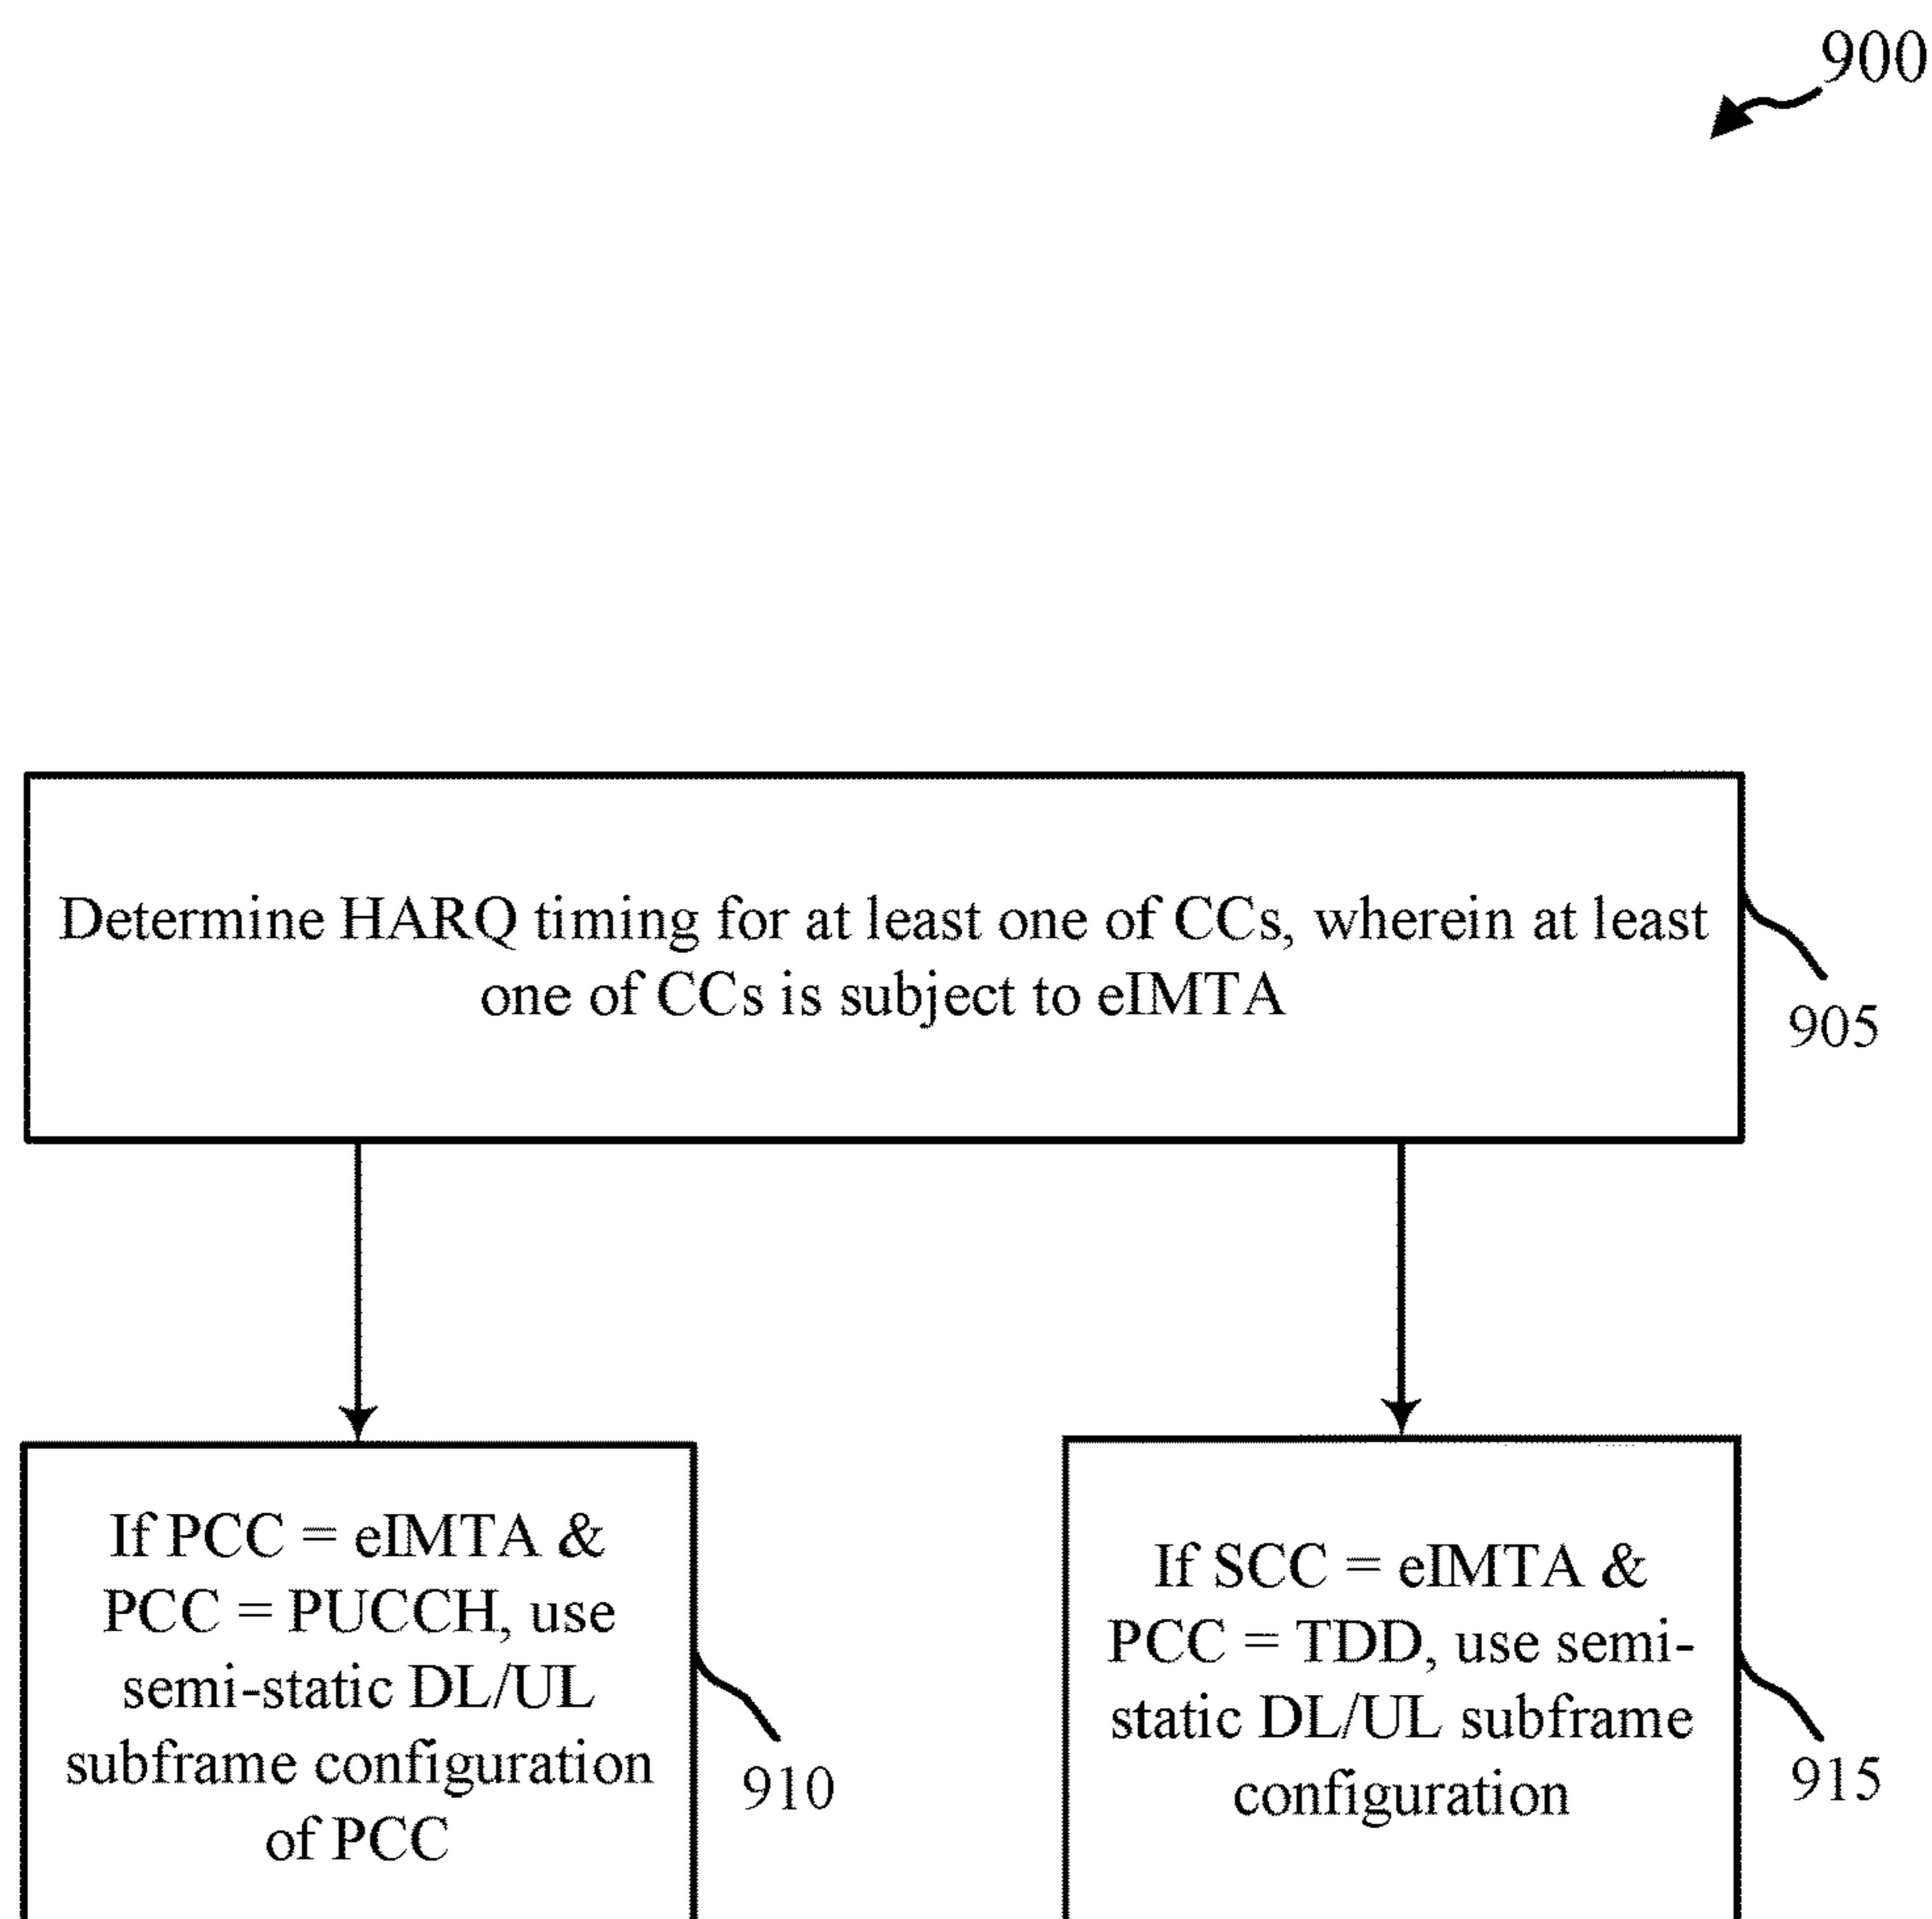 900
Determine HARQ timing for at least one of CCs, wherein at least
one of CCs is subject to eIMTA
905
If PCC = eIMTA &
PCC = PUCCH, use
semi-static DL/UL
subframe configuration
of PCC
910
If SCC = eIMTA &
PCC = TDD, use semi-
static DL/UL subframe
configuration
915